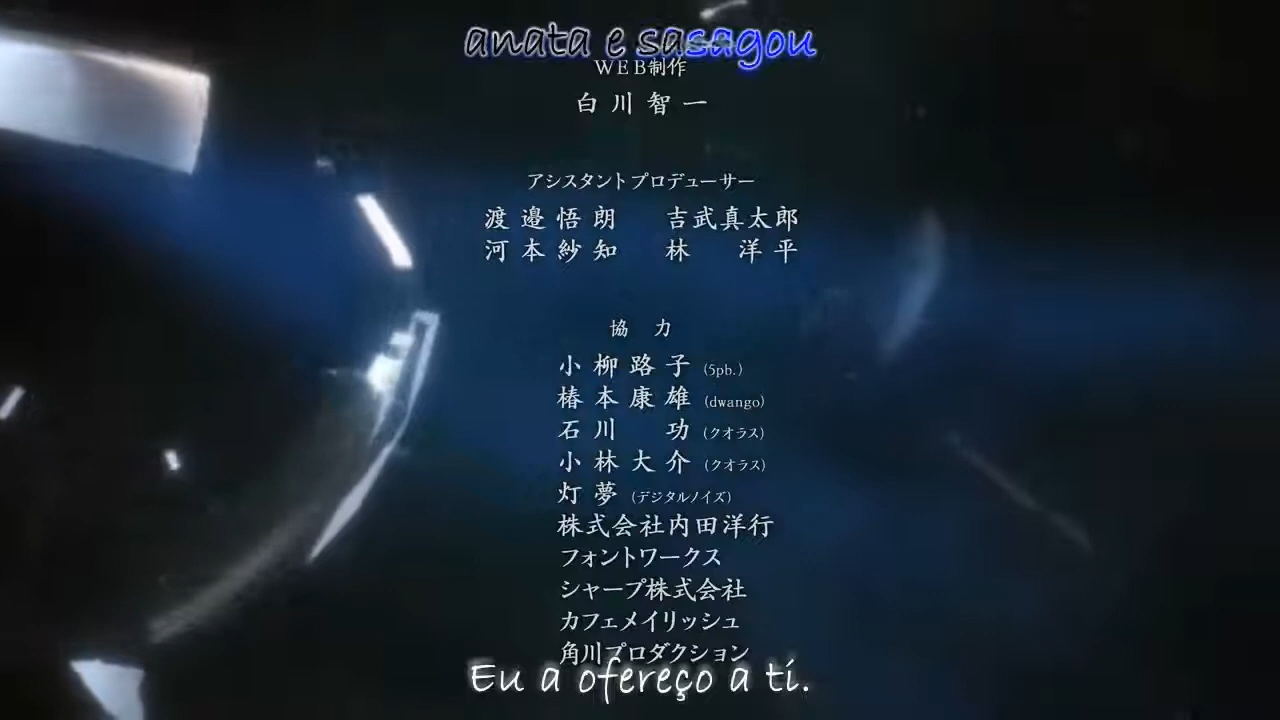 anata e sasagou
WEB制作
白川智一
アシスタントプロデューサー
渡邉悟朗 吉武真太郎
河本紗知 林 洋平
協 力
小柳路子 (5pb.)
椿本康雄 (dwango)
石川 功 (クオラス)
小林大介 (クオラス)
灯夢 (デジタルノイズ)
株式会社内田洋行
フォントワークス
シャープ株式会社
カフェメイリッシュ
角川プロダクション
Eu a ofereço a ti.